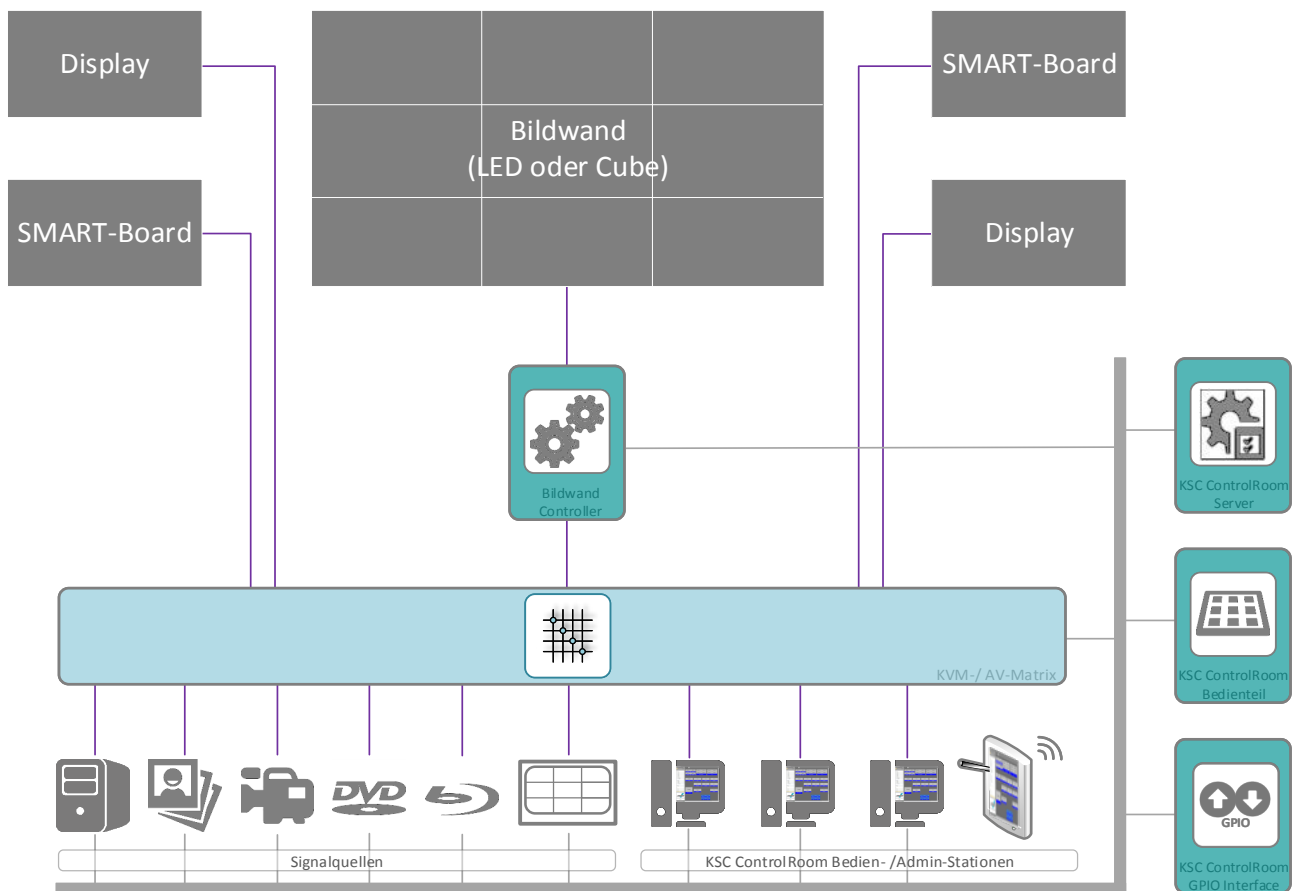 Display
SMART-Board
Bildwand
(LED oder Cube)
SMART-Board
Display
Bildwand
Controller
KSC ControlRoom
Server
KVM-/ AV-Matrix
KSC ControlRoom
Bedienteil
DVD
GPIO
Signalquellen
KSC ControlRoom Bedien- /Admin-Stationen
KSC ControlRoom
GPIO Interface